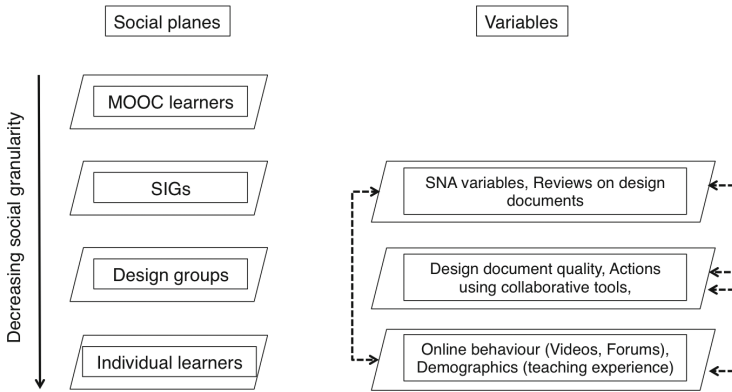 Social planes
Variables
Decreasing social granularity
MOOC learners
SIGs
SNA variables, Reviews on design
documents
Design groups
Design document quality, Actions
using collaborative tools,
Individual learners
Online behaviour (Videos, Forums),
Demographics (teaching experience)